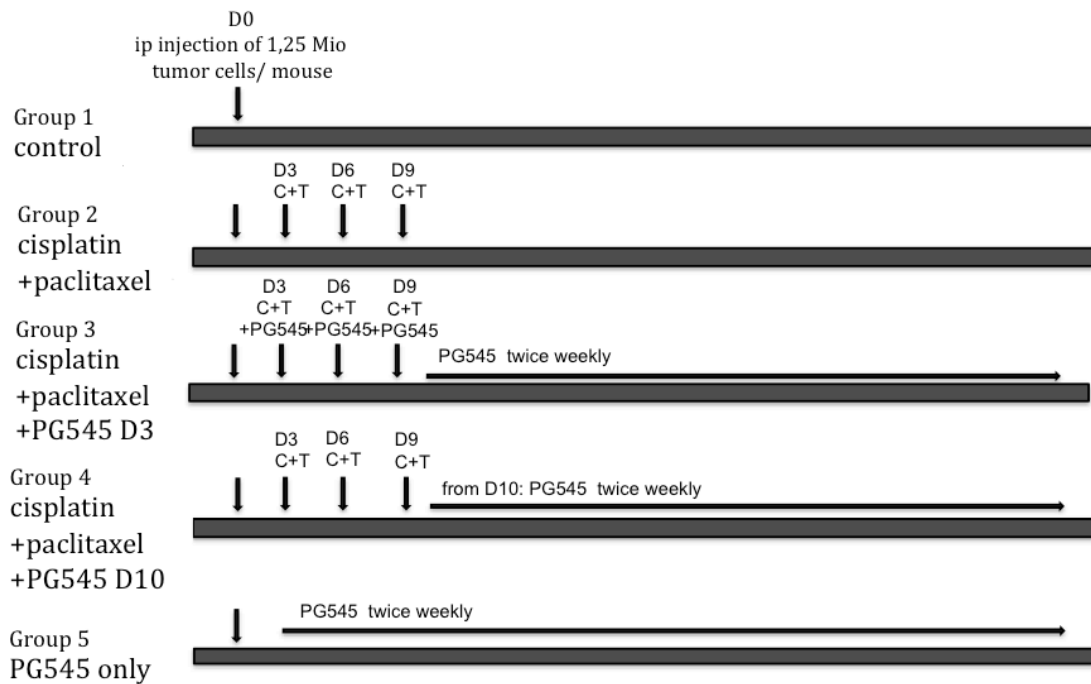 D0
ip injection of 1,25 Mio
tumor cells/ mouse
Group 1
control
D3 D6 D9
C+T C+T C+T
Group 2
cisplatin
+paclitaxel
D3 D6 D9
C+T C+T C+T
+PG545 +PG545 +PG545
Group 3
cisplatin
+paclitaxel
+PG545 D3
PG545 twice weekly
D3 D6 D9
C+T C+T C+T
Group 4
cisplatin
+paclitaxel
+PG545 D10
from D10: PG545 twice weekly
PG545 twice weekly
Group 5
PG545 only